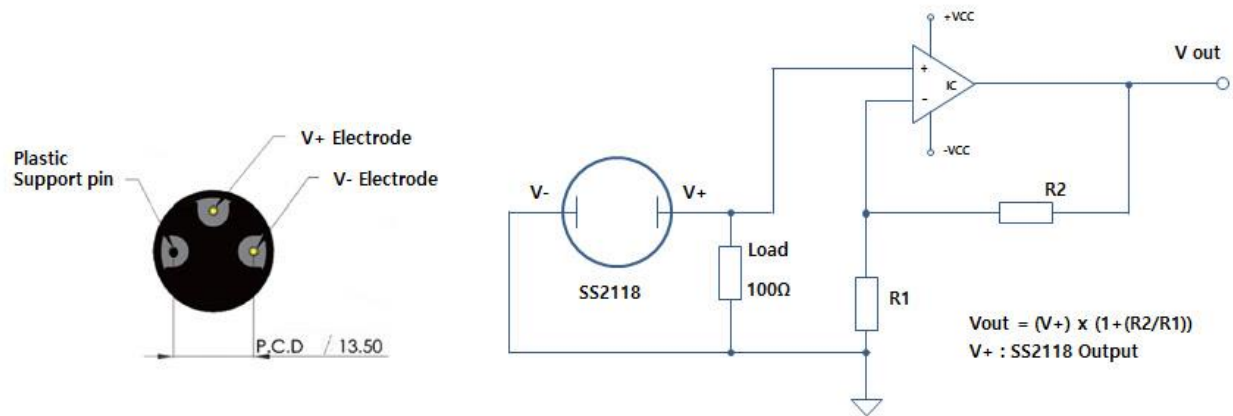 V+ Electrode
Plastic
Support pin
V- Electrode
P.C.D / 13.50
V-
V+
SS2118
Load
100Ω
+VCC
+
IC
-
-VCC
V out
R2
R1
Vout = (V+) x (1+(R2/R1))
V+ : SS2118 Output